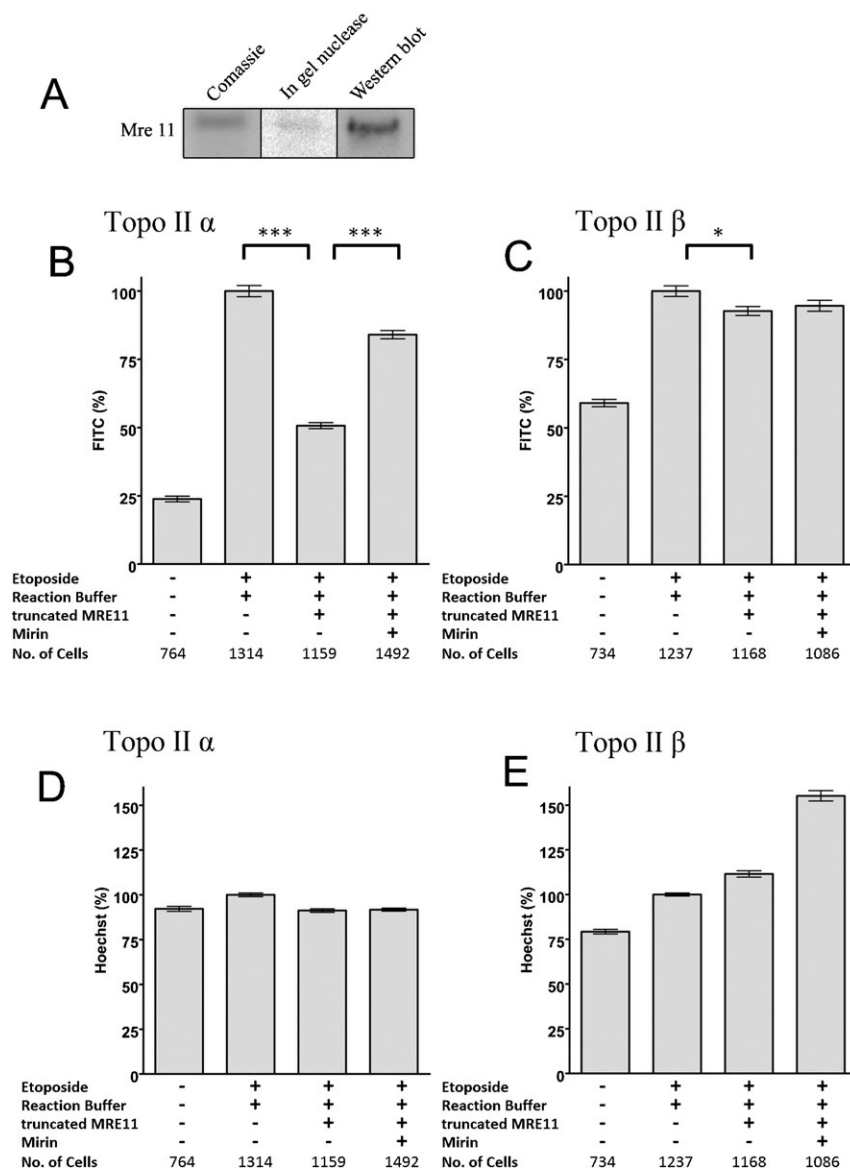 A
Comassie
In gel nuclease
Western blot
Mre 11
Topo II α
B
***
***
100
75
50
25
0
FITC (%)
Etoposide - + + +
Reaction Buffer - + + +
truncated MRE11 - - + +
Mirin - - - +
No. of Cells 764 1314 1159 1492
Topo II β
C
*
100
75
50
25
0
FITC (%)
Etoposide - + + +
Reaction Buffer - + + +
truncated MRE11 - - + +
Mirin - - - +
No. of Cells 734 1237 1168 1086
Topo II α
D
150
125
100
75
50
25
0
Hoechst (%)
Etoposide - + + +
Reaction Buffer - + + +
truncated MRE11 - - + +
Mirin - - - +
No. of Cells 764 1314 1159 1492
Topo II β
E
150
125
100
75
50
25
0
Hoechst (%)
Etoposide - + + +
Reaction Buffer - + + +
truncated MRE11 - - + +
Mirin - - - +
No. of Cells 734 1237 1168 1086